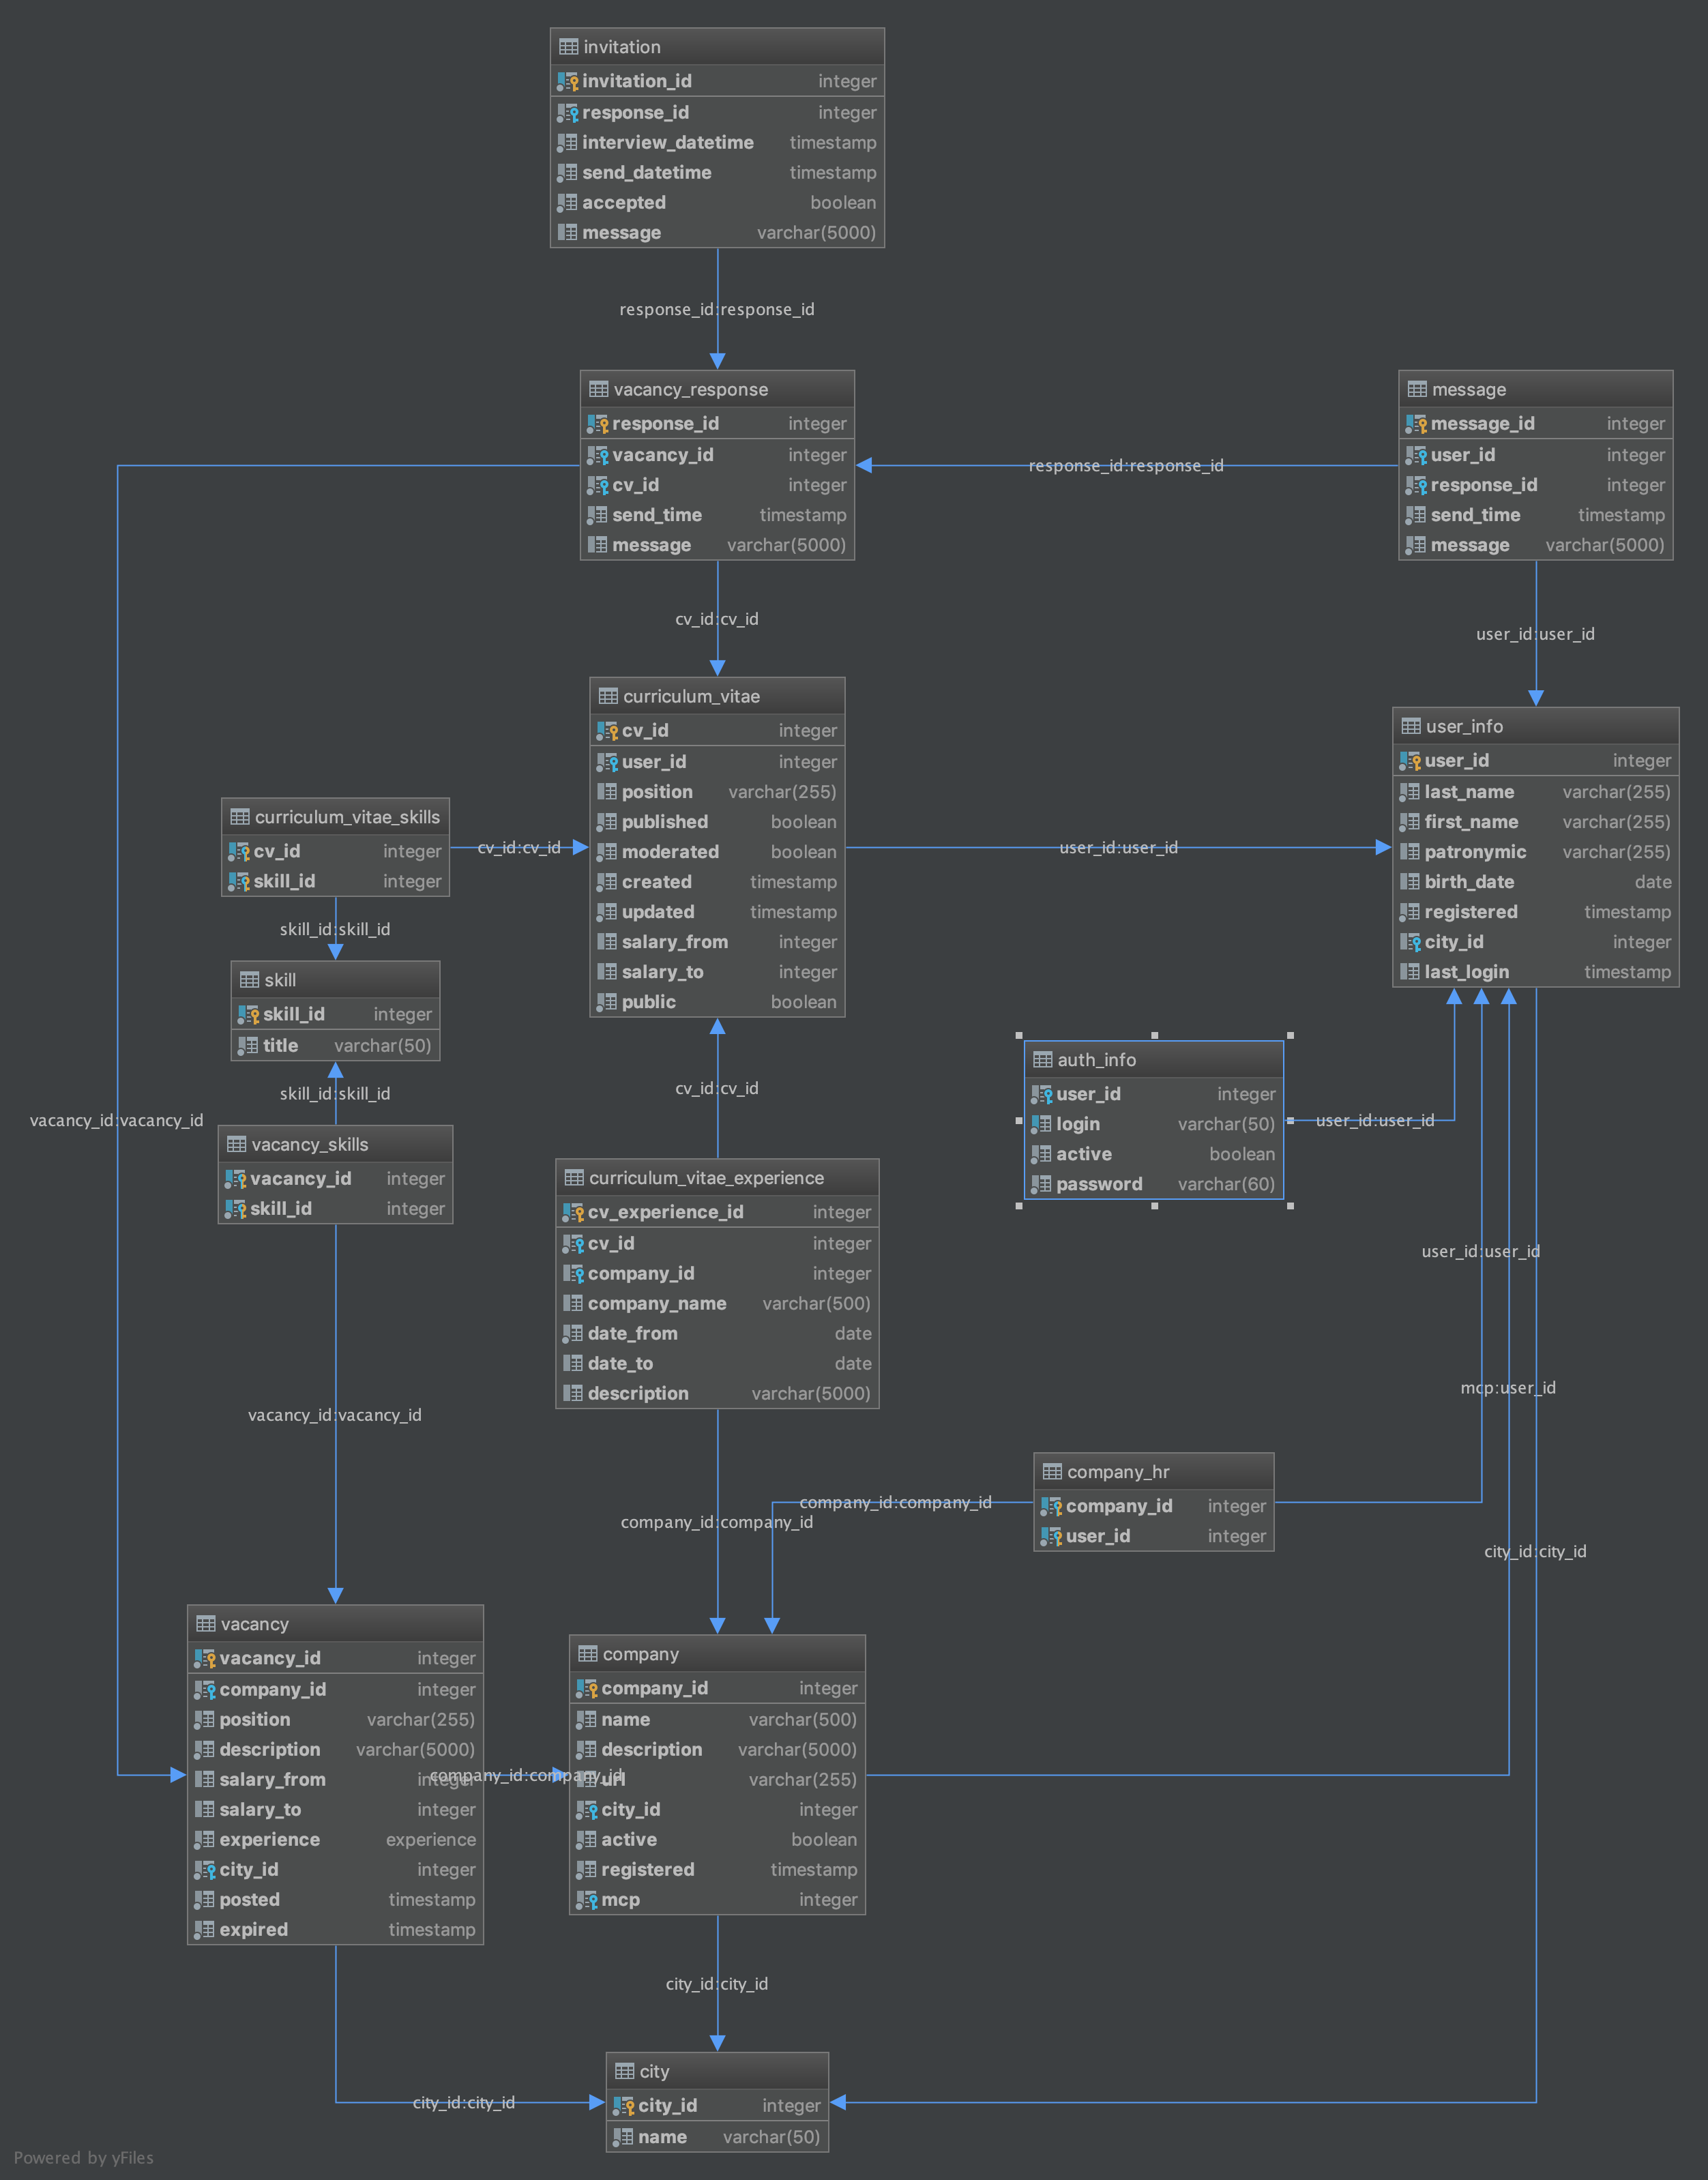 invitation
invitation_id integer
response_id integer
interview_datetime timestamp
send_datetime timestamp
accepted boolean
message varchar(5000)
response_id:response_id
vacancy_response
response_id integer
vacancy_id integer
cv_id integer
send_time timestamp
message varchar(5000)
response_id:response_id
message
message_id integer
user_id integer
response_id integer
send_time timestamp
message varchar(5000)
cv_id:cv_id
user_id:user_id
curriculum_vitae
cv_id integer
user_id integer
position varchar(255)
published boolean
moderated boolean
created timestamp
updated timestamp
salary_from integer
salary_to integer
public boolean
user_id:user_id
user_info
user_id integer
last_name varchar(255)
first_name varchar(255)
patronymic varchar(255)
birth_date date
registered timestamp
city_id integer
last_login timestamp
curriculum_vitae_skills
cv_id integer
skill_id integer
cv_id:cv_id
skill_id:skill_id
skill
skill_id integer
title varchar(50)
skill_id:skill_id
vacancy_id:vacancy_id
vacancy_skills
vacancy_id integer
skill_id integer
cv_id:cv_id
auth_info
user_id integer
login varchar(50)
active boolean
password varchar(60)
user_id:user_id
curriculum_vitae_experience
cv_experience_id integer
cv_id integer
company_id integer
company_name varchar(500)
date_from date
date_to date
description varchar(5000)
user_id:user_id
mcp:user_id
vacancy_id:vacancy_id
company_hr
company_id integer
user_id integer
company_id:company_id
company_id:company_id
city_id:city_id
vacancy
vacancy_id integer
company_id integer
position varchar(255)
description varchar(5000)
salary_from integer
salary_to integer
experience experience
city_id integer
posted timestamp
expired timestamp
company_id:company_id
company
company_id integer
name varchar(500)
description varchar(5000)
url varchar(255)
city_id integer
active boolean
registered timestamp
mcp integer
city_id:city_id
city_id:city_id
city
city_id integer
name varchar(50)
Powered by yFiles